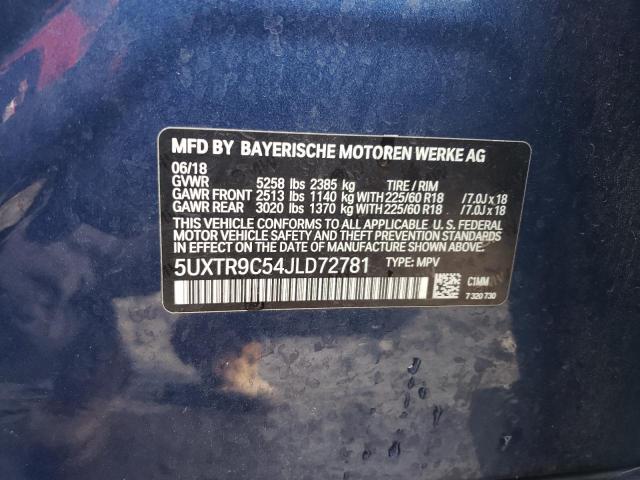 MFD BY BAYERISCHE MOTOREN WERKE AG
06/18
GVWR 5258 lbs 2385 kg TIRE / RIM
GAWR FRONT 2513 lbs 1140 kg WITH 225/60 R18 /7.0J x 18
GAWR REAR 3020 lbs 1370 kg WITH 225/60 R18 /7.0J x 18
THIS VEHICLE CONFORMS TO ALL APPLICABLE U. S. FEDERAL
MOTOR VEHICLE SAFETY, BUMPER, AND THEFT PREVENTION
STANDARDS IN EFFECT ON THE DATE OF MANUFACTURE SHOWN ABOVE.
5UXTR9C54JLD72781 TYPE: MPV
C1MM
7 320 730